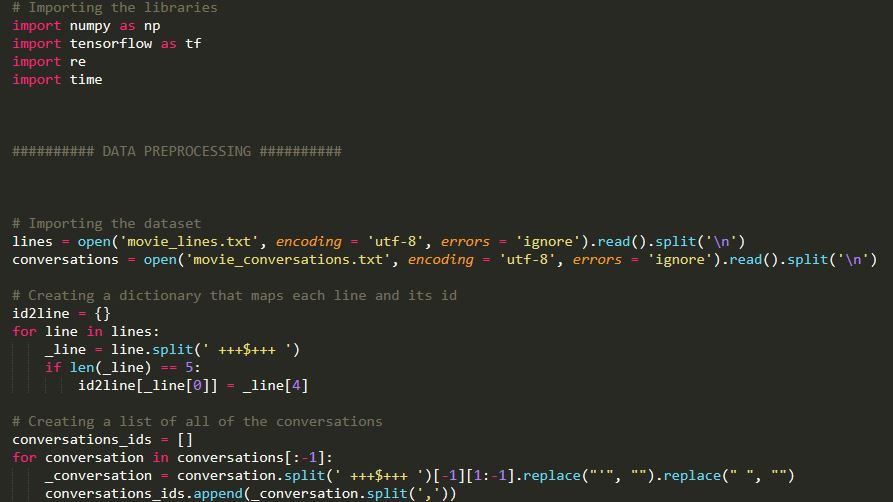 # Importing the libraries
import numpy as np
import tensorflow as tf
import re
import time
########## DATA PREPROCESSING ##########
# Importing the dataset
lines = open('movie_lines.txt', encoding = 'utf-8', errors = 'ignore').read().split('\n')
conversations = open('movie_conversations.txt', encoding = 'utf-8', errors = 'ignore').read().split('\n')
# Creating a dictionary that maps each line and its id
id2line = {}
for line in lines:
    _line = line.split(' +++$+++ ')
    if len(_line) == 5:
        id2line[_line[0]] = _line[4]
# Creating a list of all of the conversations
conversations_ids = []
for conversation in conversations[:-1]:
    _conversation = conversation.split(' +++$+++ ')[-1][1:-1].replace("'", "").replace(" ", "")
    conversations_ids.append(_conversation.split(','))